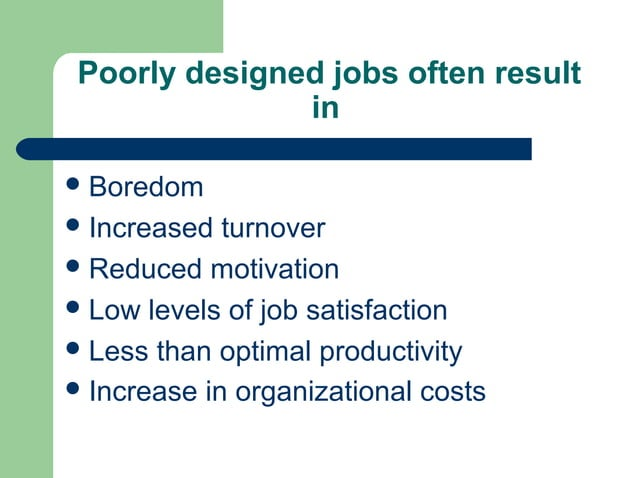 Poorly designed jobs often result
in
Boredom
Increased turnover
Reduced motivation
Low levels of job satisfaction
Less than optimal productivity
Increase in organizational costs